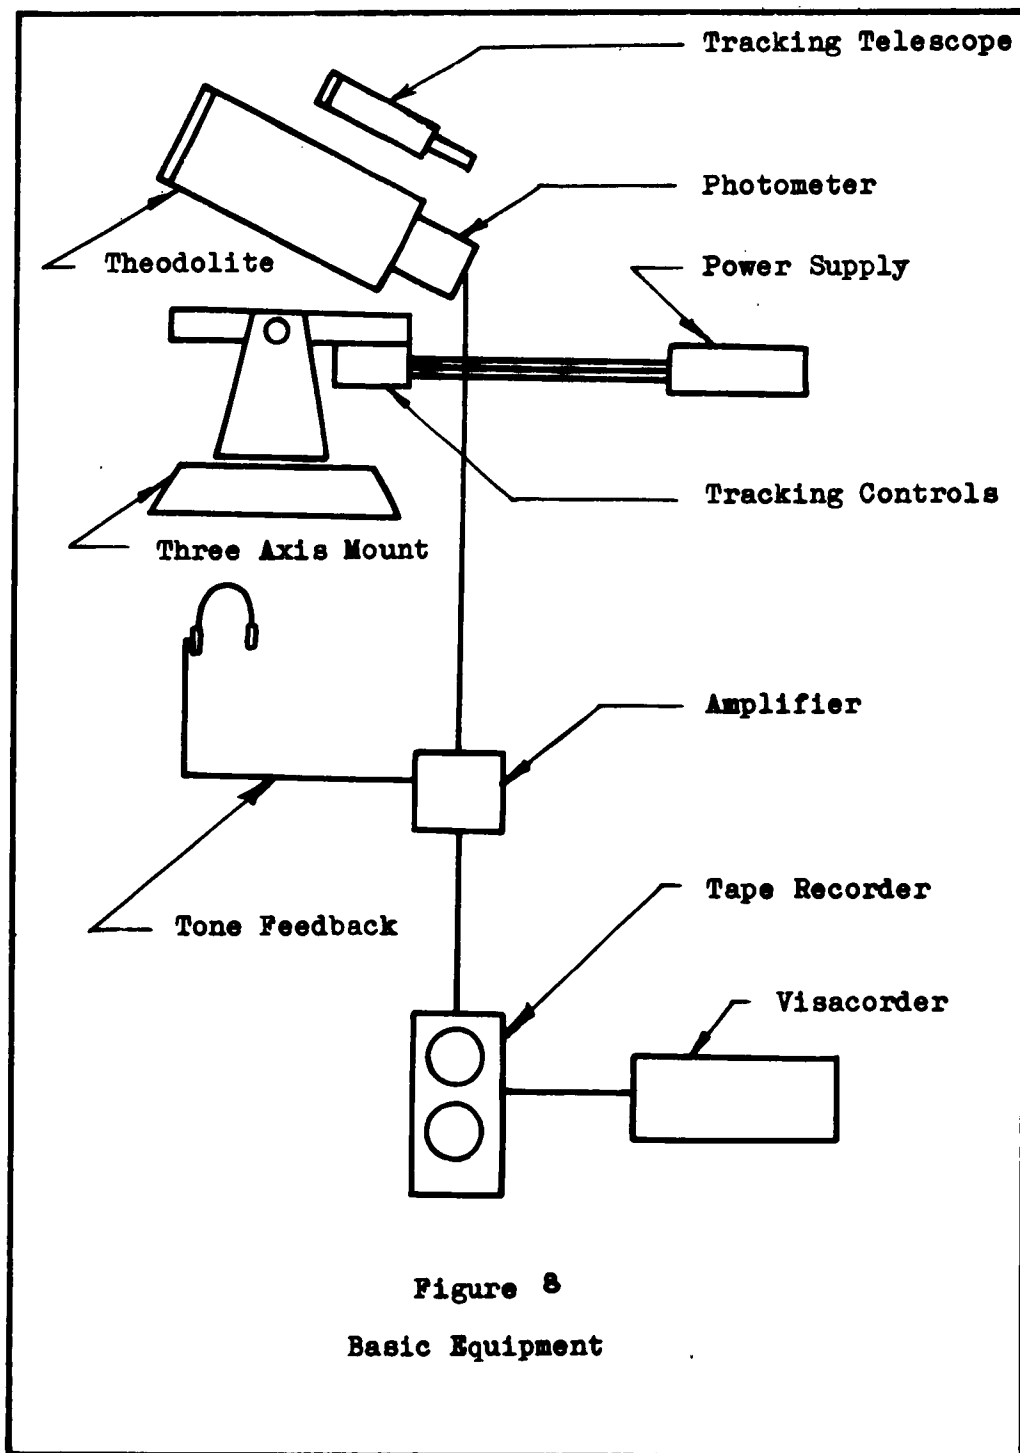 Tracking Telescope
Photometer
Theodolite
Power Supply
Tracking Controls
Three Axis Mount
Amplifier
Tape Recorder
Tone Feedback
Visacorder
Figure 8
Basic Equipment